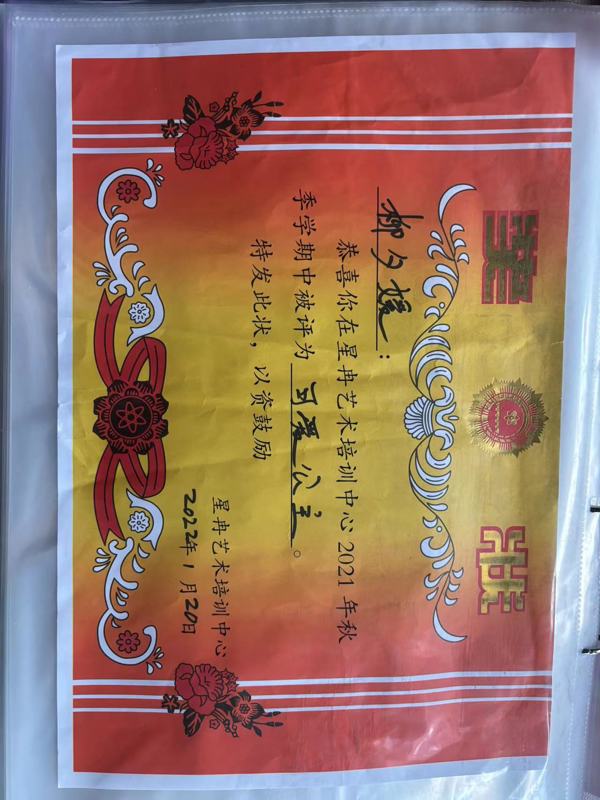 奖状
柳夕媛：
恭喜你在星冉艺术培训中心2021年秋
季学期中被评为 可爱公主 。
特发此状，以资鼓励
星冉艺术培训中心
2022年1月20日